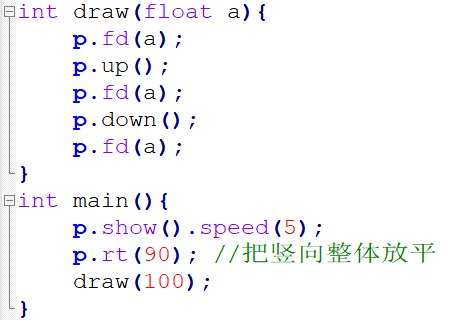 int draw(float a){
    p.fd(a);
    p.up();
    p.fd(a);
    p.down();
    p.fd(a);
}
int main(){
    p.show().speed(5);
    p.rt(90); //把竖向整体放平
    draw(100);
}